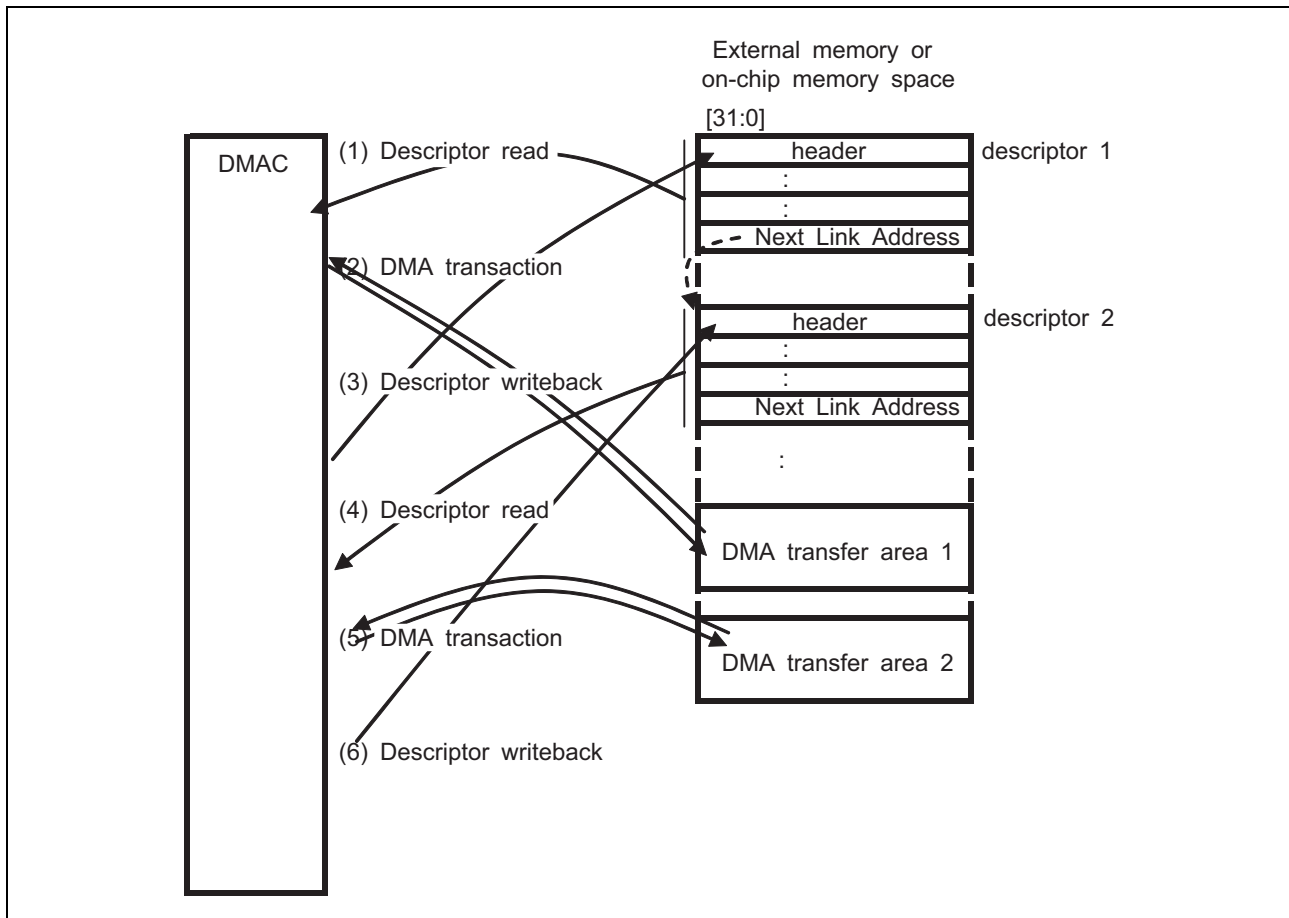 External memory or
on-chip memory space
[31:0]
DMAC
(1) Descriptor read
header
descriptor 1
:
:
Next Link Address
(2) DMA transaction
header
descriptor 2
:
(3) Descriptor writeback
:
Next Link Address
:
(4) Descriptor read
DMA transfer area 1
(5) DMA transaction
DMA transfer area 2
(6) Descriptor writeback